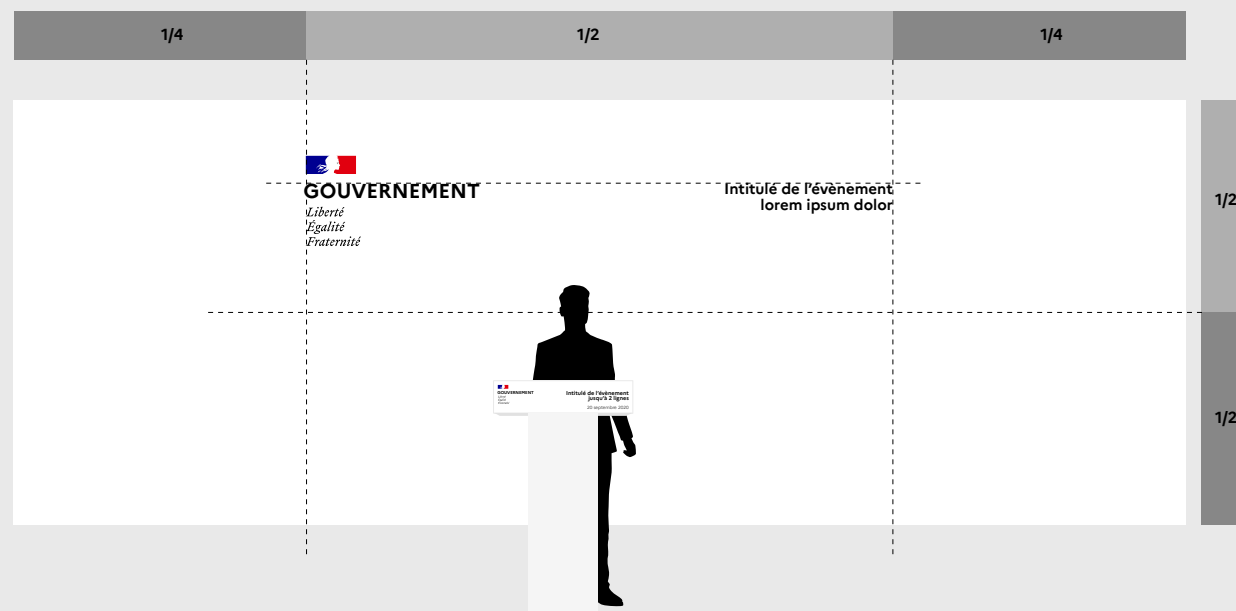 1/4
1/2
1/4
GOUVERNEMENT
Liberté
Égalité
Fraternité
Intitulé de l'évènement
lorem ipsum dolor
1/2
GOUVERNEMENT
Intitulé de l'évènement
jusqu'à 2 lignes
20 septembre 2020
1/2